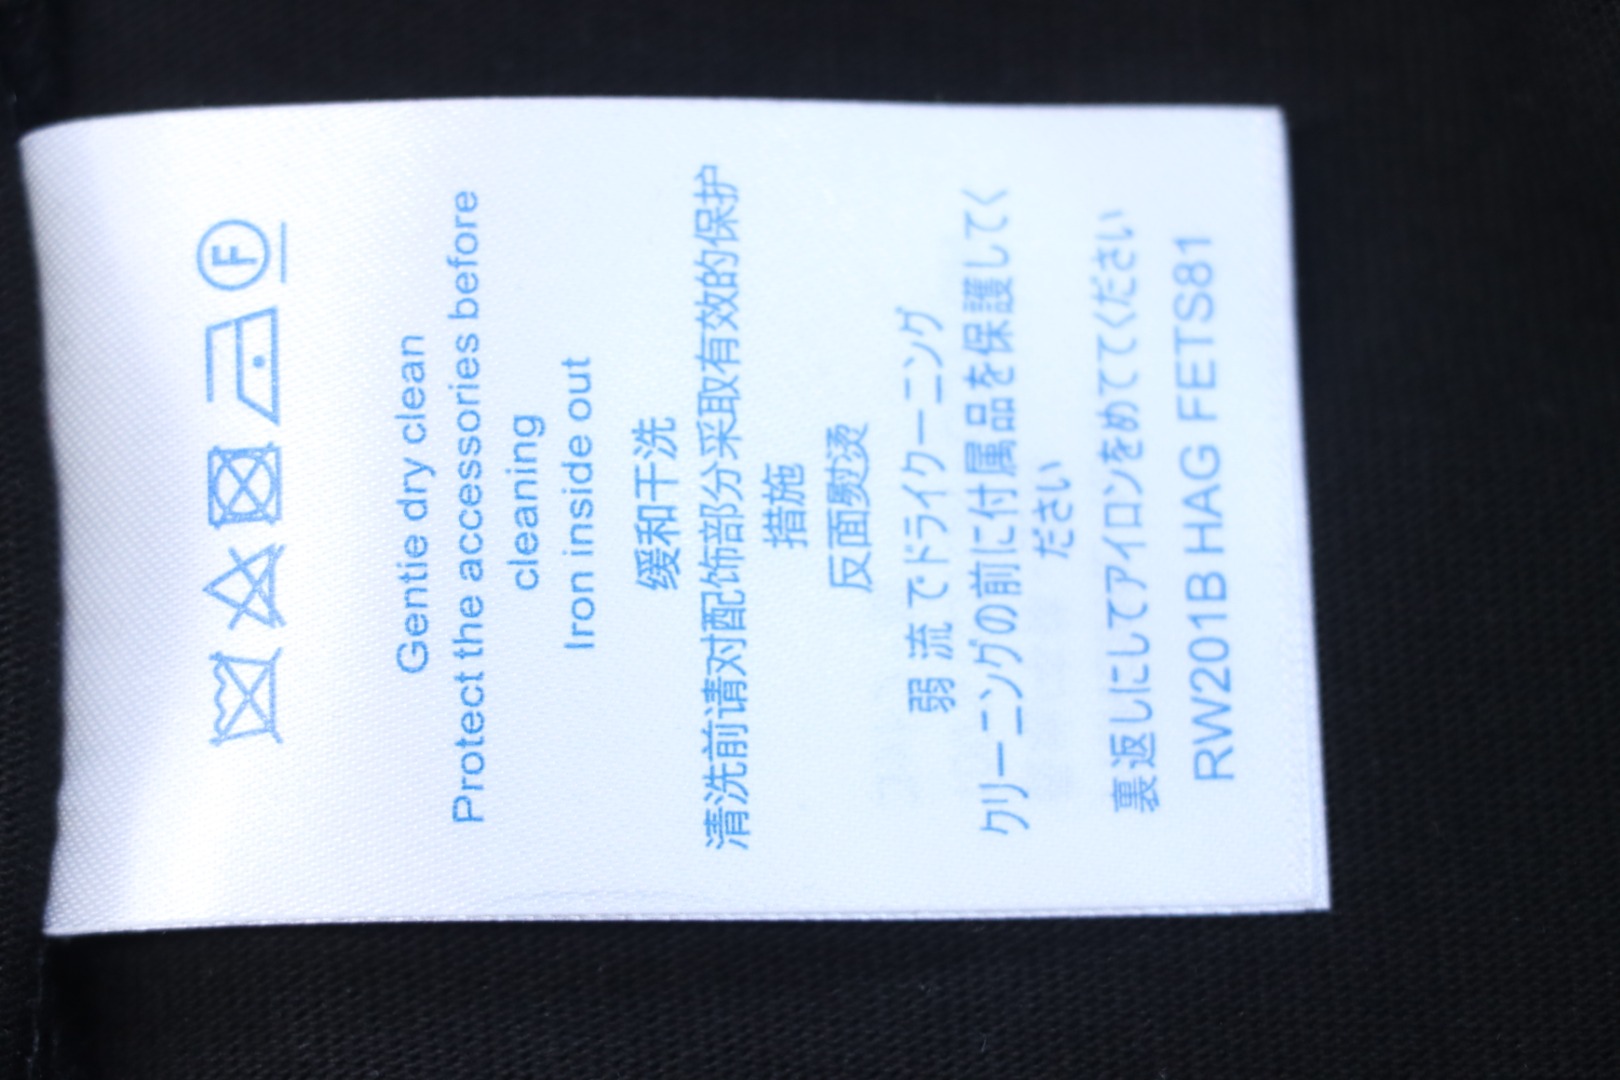 F
Gentie dry clean
Protect the accessories before
cleaning
Iron inside out
缓和干洗
清洗前请对配饰部分采取有效的保护
措施
反面熨烫
弱 流 でドライクーニング
クリーニングの前に付属品を保護してく
ださい
裏返しにしてアイロンをめててください
RW201B HAG FETS81